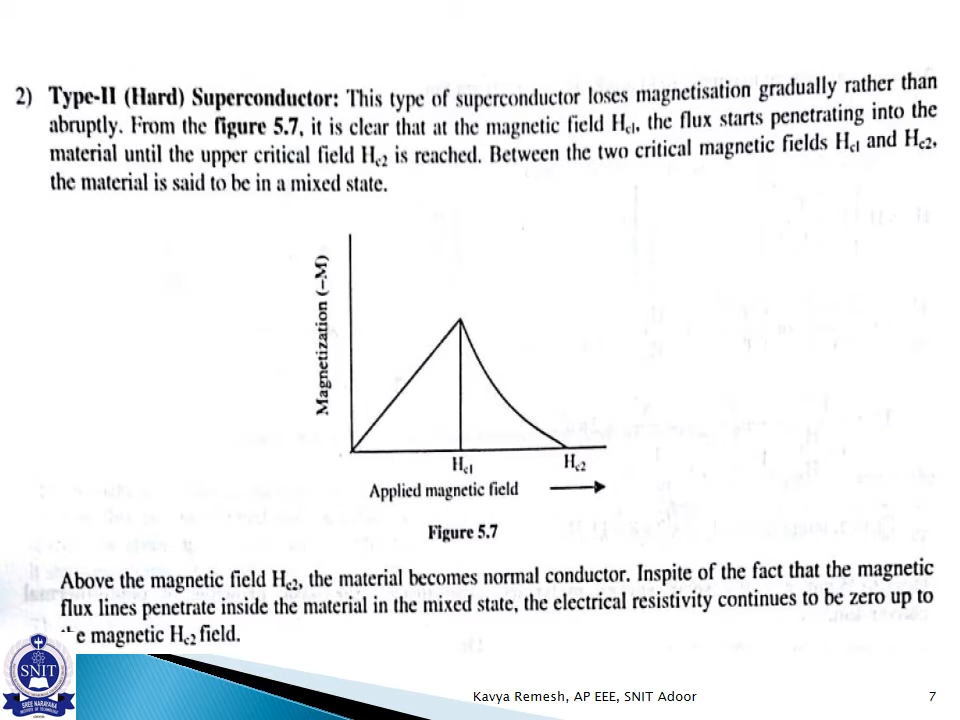 2) Type-II (Hard) Superconductor: This type of superconductor loses magnetisation gradually rather than
abruptly. From the figure 5.7, it is clear that at the magnetic field Hc1, the flux starts penetrating into the
material until the upper critical field Hc2 is reached. Between the two critical magnetic fields Hc1 and Hc2,
the material is said to be in a mixed state.
Magnetization (–M)
Hc1
Hc2
Applied magnetic field
Figure 5.7
Above the magnetic field Hc2, the material becomes normal conductor. Inspite of the fact that the magnetic
flux lines penetrate inside the material in the mixed state, the electrical resistivity continues to be zero up to
e magnetic Hc2 field.
SNIT
SREE NARAYANA
INSTITUTE OF TECHNOLOGY
Kavya Remesh, AP EEE, SNIT Adoor
7